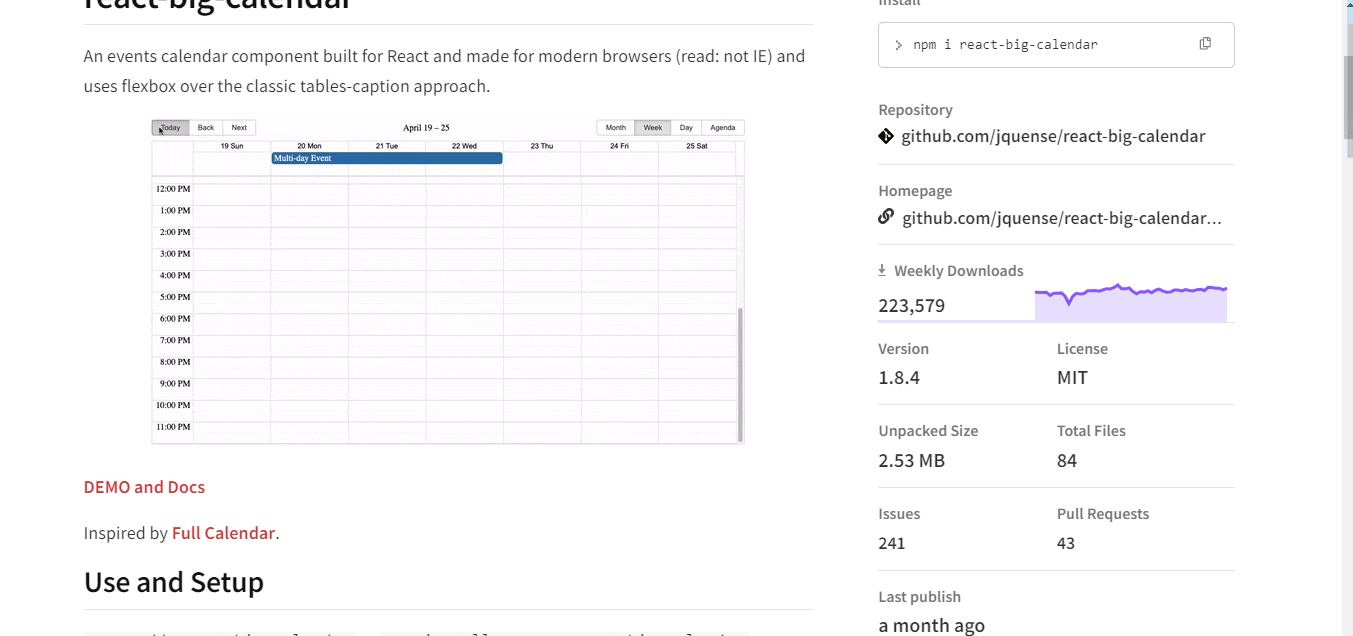 react-big-calendar
An events calendar component built for React and made for modern browsers (read: not IE) and
uses flexbox over the classic tables-caption approach.
Today Back Next April 19 – 25 Month Week Day Agenda
19 Sun 20 Mon 21 Tue 22 Wed 23 Thu 24 Fri 25 Sat
Multi-day Event
12:00 PM
1:00 PM
2:00 PM
3:00 PM
4:00 PM
5:00 PM
6:00 PM
7:00 PM
8:00 PM
9:00 PM
10:00 PM
11:00 PM
DEMO and Docs
Inspired by Full Calendar.
Use and Setup
Install
> npm i react-big-calendar
Repository
github.com/jquense/react-big-calendar
Homepage
github.com/jquense/react-big-calendar...
Weekly Downloads
223,579
Version License
1.8.4 MIT
Unpacked Size Total Files
2.53 MB 84
Issues Pull Requests
241 43
Last publish
a month ago